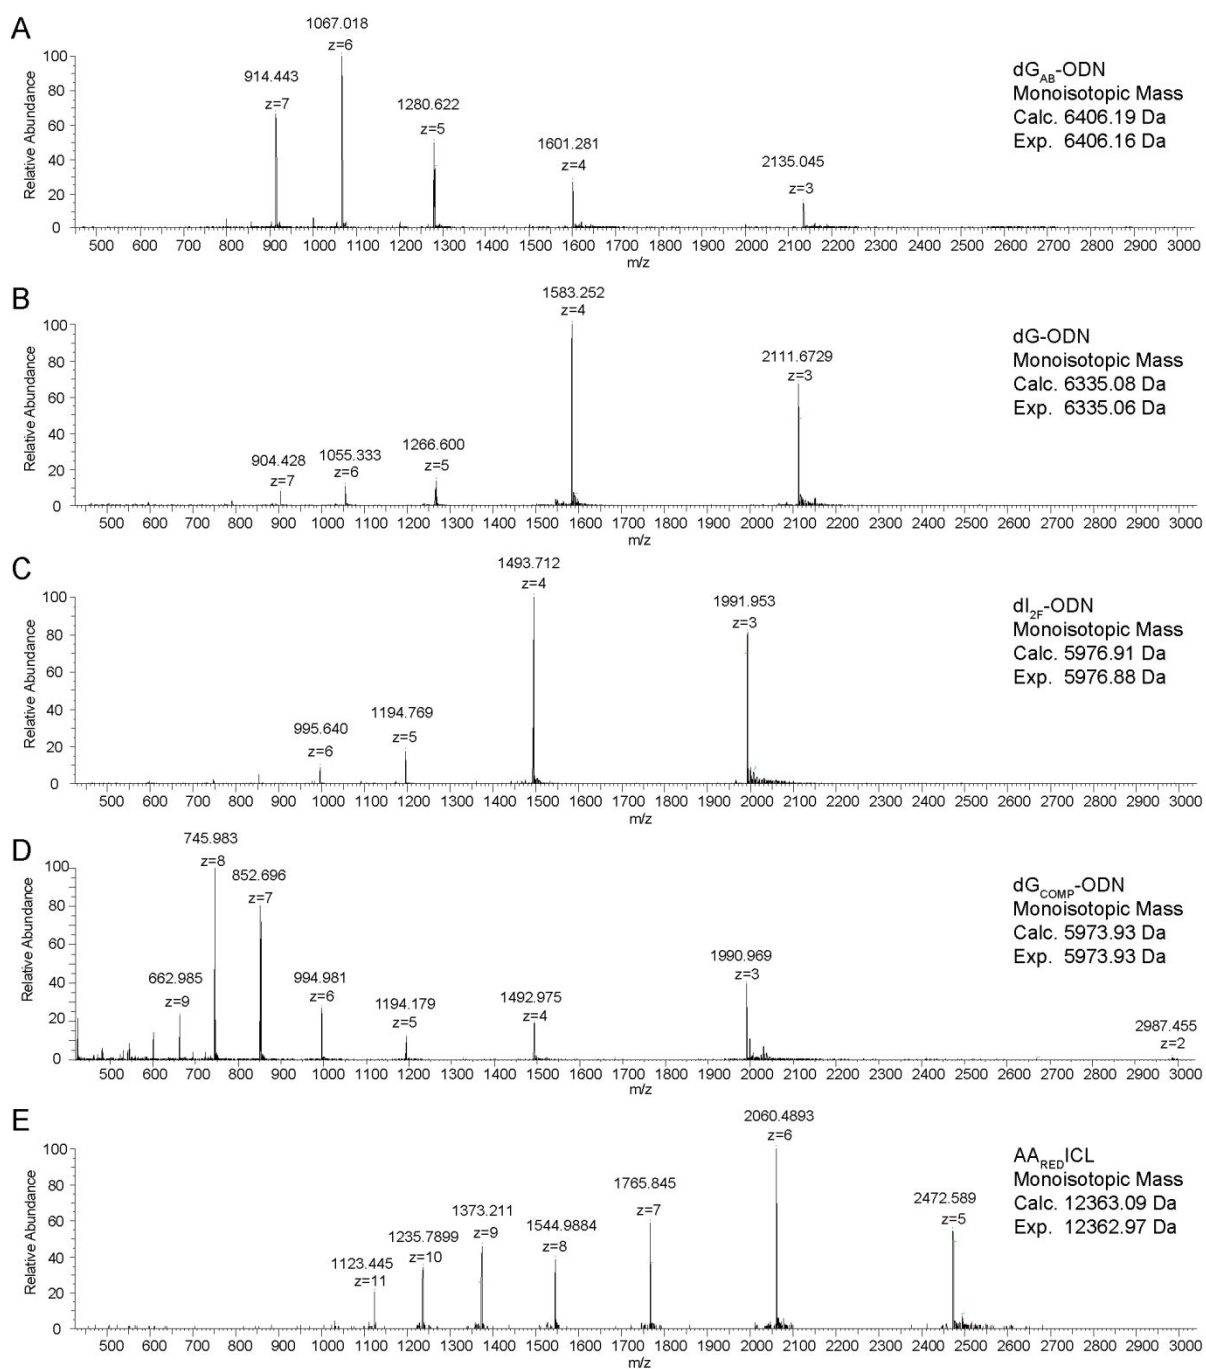 A
1067.018
z=6
914.443
z=7
1280.622
z=5
1601.281
z=4
2135.045
z=3
dG_AB-ODN
Monoisotopic Mass
Calc. 6406.19 Da
Exp. 6406.16 Da
Relative Abundance
100
80
60
40
20
0
500 600 700 800 900 1000 1100 1200 1300 1400 1500 1600 1700 1800 1900 2000 2100 2200 2300 2400 2500 2600 2700 2800 2900 3000
m/z
B
1583.252
z=4
2111.6729
z=3
904.428
z=7
1055.333
z=6
1266.600
z=5
dG-ODN
Monoisotopic Mass
Calc. 6335.08 Da
Exp. 6335.06 Da
Relative Abundance
100
80
60
40
20
0
500 600 700 800 900 1000 1100 1200 1300 1400 1500 1600 1700 1800 1900 2000 2100 2200 2300 2400 2500 2600 2700 2800 2900 3000
m/z
C
1493.712
z=4
1991.953
z=3
995.640
z=6
1194.769
z=5
dI_2F-ODN
Monoisotopic Mass
Calc. 5976.91 Da
Exp. 5976.88 Da
Relative Abundance
100
80
60
40
20
0
500 600 700 800 900 1000 1100 1200 1300 1400 1500 1600 1700 1800 1900 2000 2100 2200 2300 2400 2500 2600 2700 2800 2900 3000
m/z
D
745.983
z=8
852.696
z=7
662.985
z=9
994.981
z=6
1194.179
z=5
1492.975
z=4
1990.969
z=3
2987.455
z=2
dG_COMP-ODN
Monoisotopic Mass
Calc. 5973.93 Da
Exp. 5973.93 Da
Relative Abundance
100
80
60
40
20
0
500 600 700 800 900 1000 1100 1200 1300 1400 1500 1600 1700 1800 1900 2000 2100 2200 2300 2400 2500 2600 2700 2800 2900 3000
m/z
E
2060.4893
z=6
1765.845
z=7
2472.589
z=5
1373.211
z=9
1235.7899
z=10
1544.9884
z=8
1123.445
z=11
AA_REDICL
Monoisotopic Mass
Calc. 12363.09 Da
Exp. 12362.97 Da
Relative Abundance
100
80
60
40
20
0
500 600 700 800 900 1000 1100 1200 1300 1400 1500 1600 1700 1800 1900 2000 2100 2200 2300 2400 2500 2600 2700 2800 2900 3000
m/z